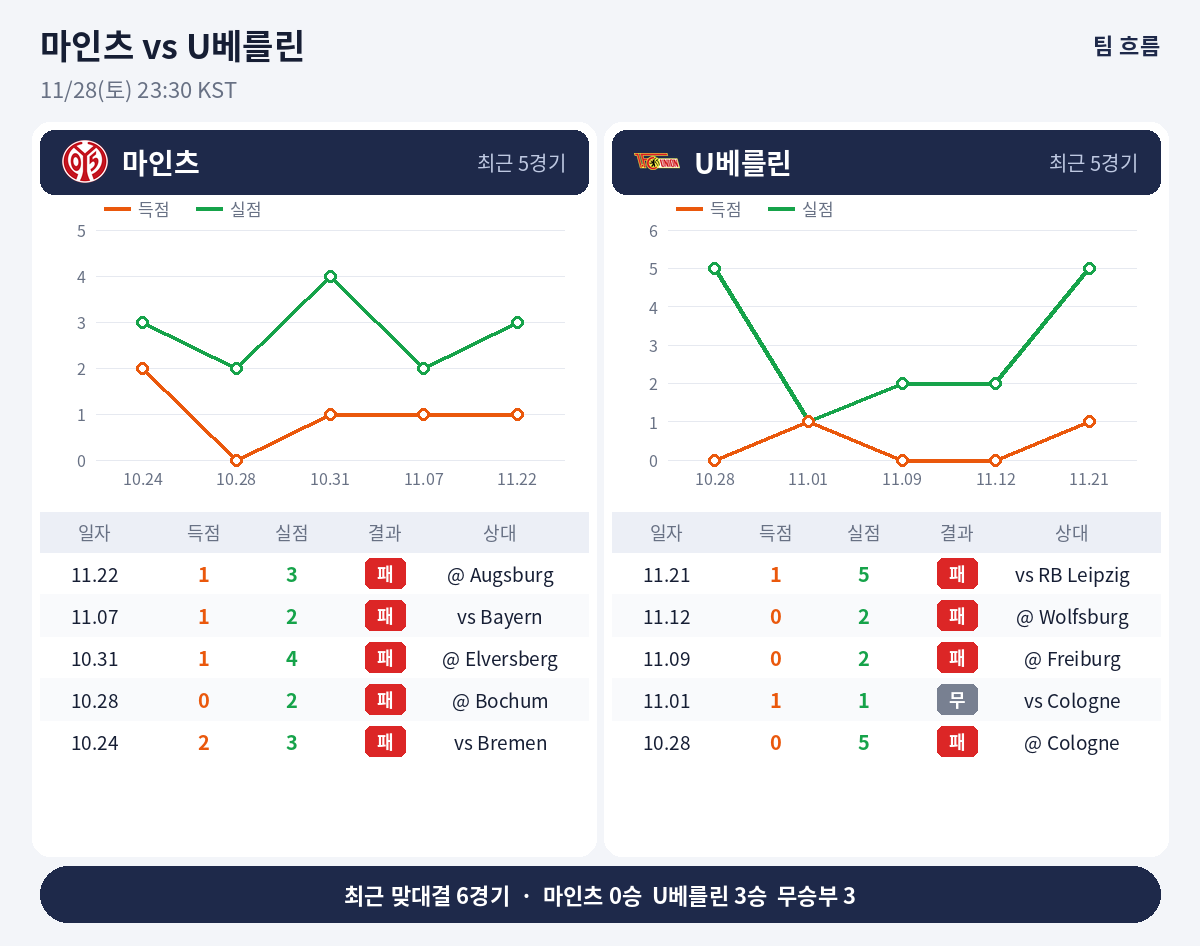 마인츠 vs U베를린
팀 흐름
11/28(토) 23:30 KST
마인츠 최근 5경기
득점 실점
5
4
3
2
1
0
10.24 10.28 10.31 11.07 11.22
일자 득점 실점 결과 상대
11.22 1 3 패 @ Augsburg
11.07 1 2 패 vs Bayern
10.31 1 4 패 @ Elversberg
10.28 0 2 패 @ Bochum
10.24 2 3 패 vs Bremen
UNION
U베를린 최근 5경기
득점 실점
6
5
4
3
2
1
0
10.28 11.01 11.09 11.12 11.21
일자 득점 실점 결과 상대
11.21 1 5 패 vs RB Leipzig
11.12 0 2 패 @ Wolfsburg
11.09 0 2 패 @ Freiburg
11.01 1 1 무 vs Cologne
10.28 0 5 패 @ Cologne
최근 맞대결 6경기 · 마인츠 0승 U베를린 3승 무승부 3